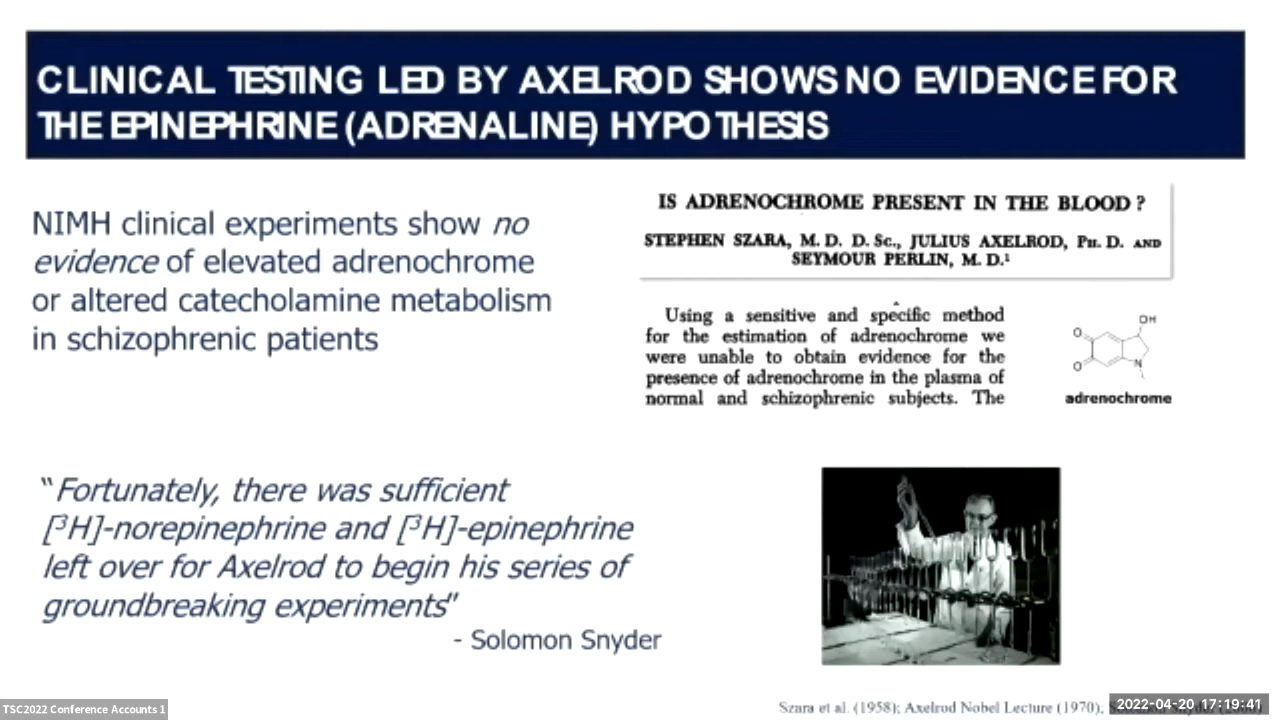 CLINICAL TESTING LED BY AXELROD SHOWS NO EVIDENCE FOR
THE EPINEPHRINE (ADRENALINE) HYPOTHESIS
NIMH clinical experiments show no
evidence of elevated adrenochrome
or altered catecholamine metabolism
in schizophrenic patients
IS ADRENOCHROME PRESENT IN THE BLOOD?
STEPHEN SZARA, M. D. D. Sc., JULIUS AXELROD, PH. D. AND
SEYMOUR PERLIN, M. D.¹
Using a sensitive and specific method
for the estimation of adrenochrome we
were unable to obtain evidence for the
presence of adrenochrome in the plasma of
normal and schizophrenic subjects. The
OH
O
O
N
adrenochrome
"Fortunately, there was sufficient
[³H]-norepinephrine and [³H]-epinephrine
left over for Axelrod to begin his series of
groundbreaking experiments"
- Solomon Snyder
Szara et al. (1958); Axelrod Nobel Lecture (1970);
2022-04-20 17:19:41
TSC2022 Conference Accounts 1